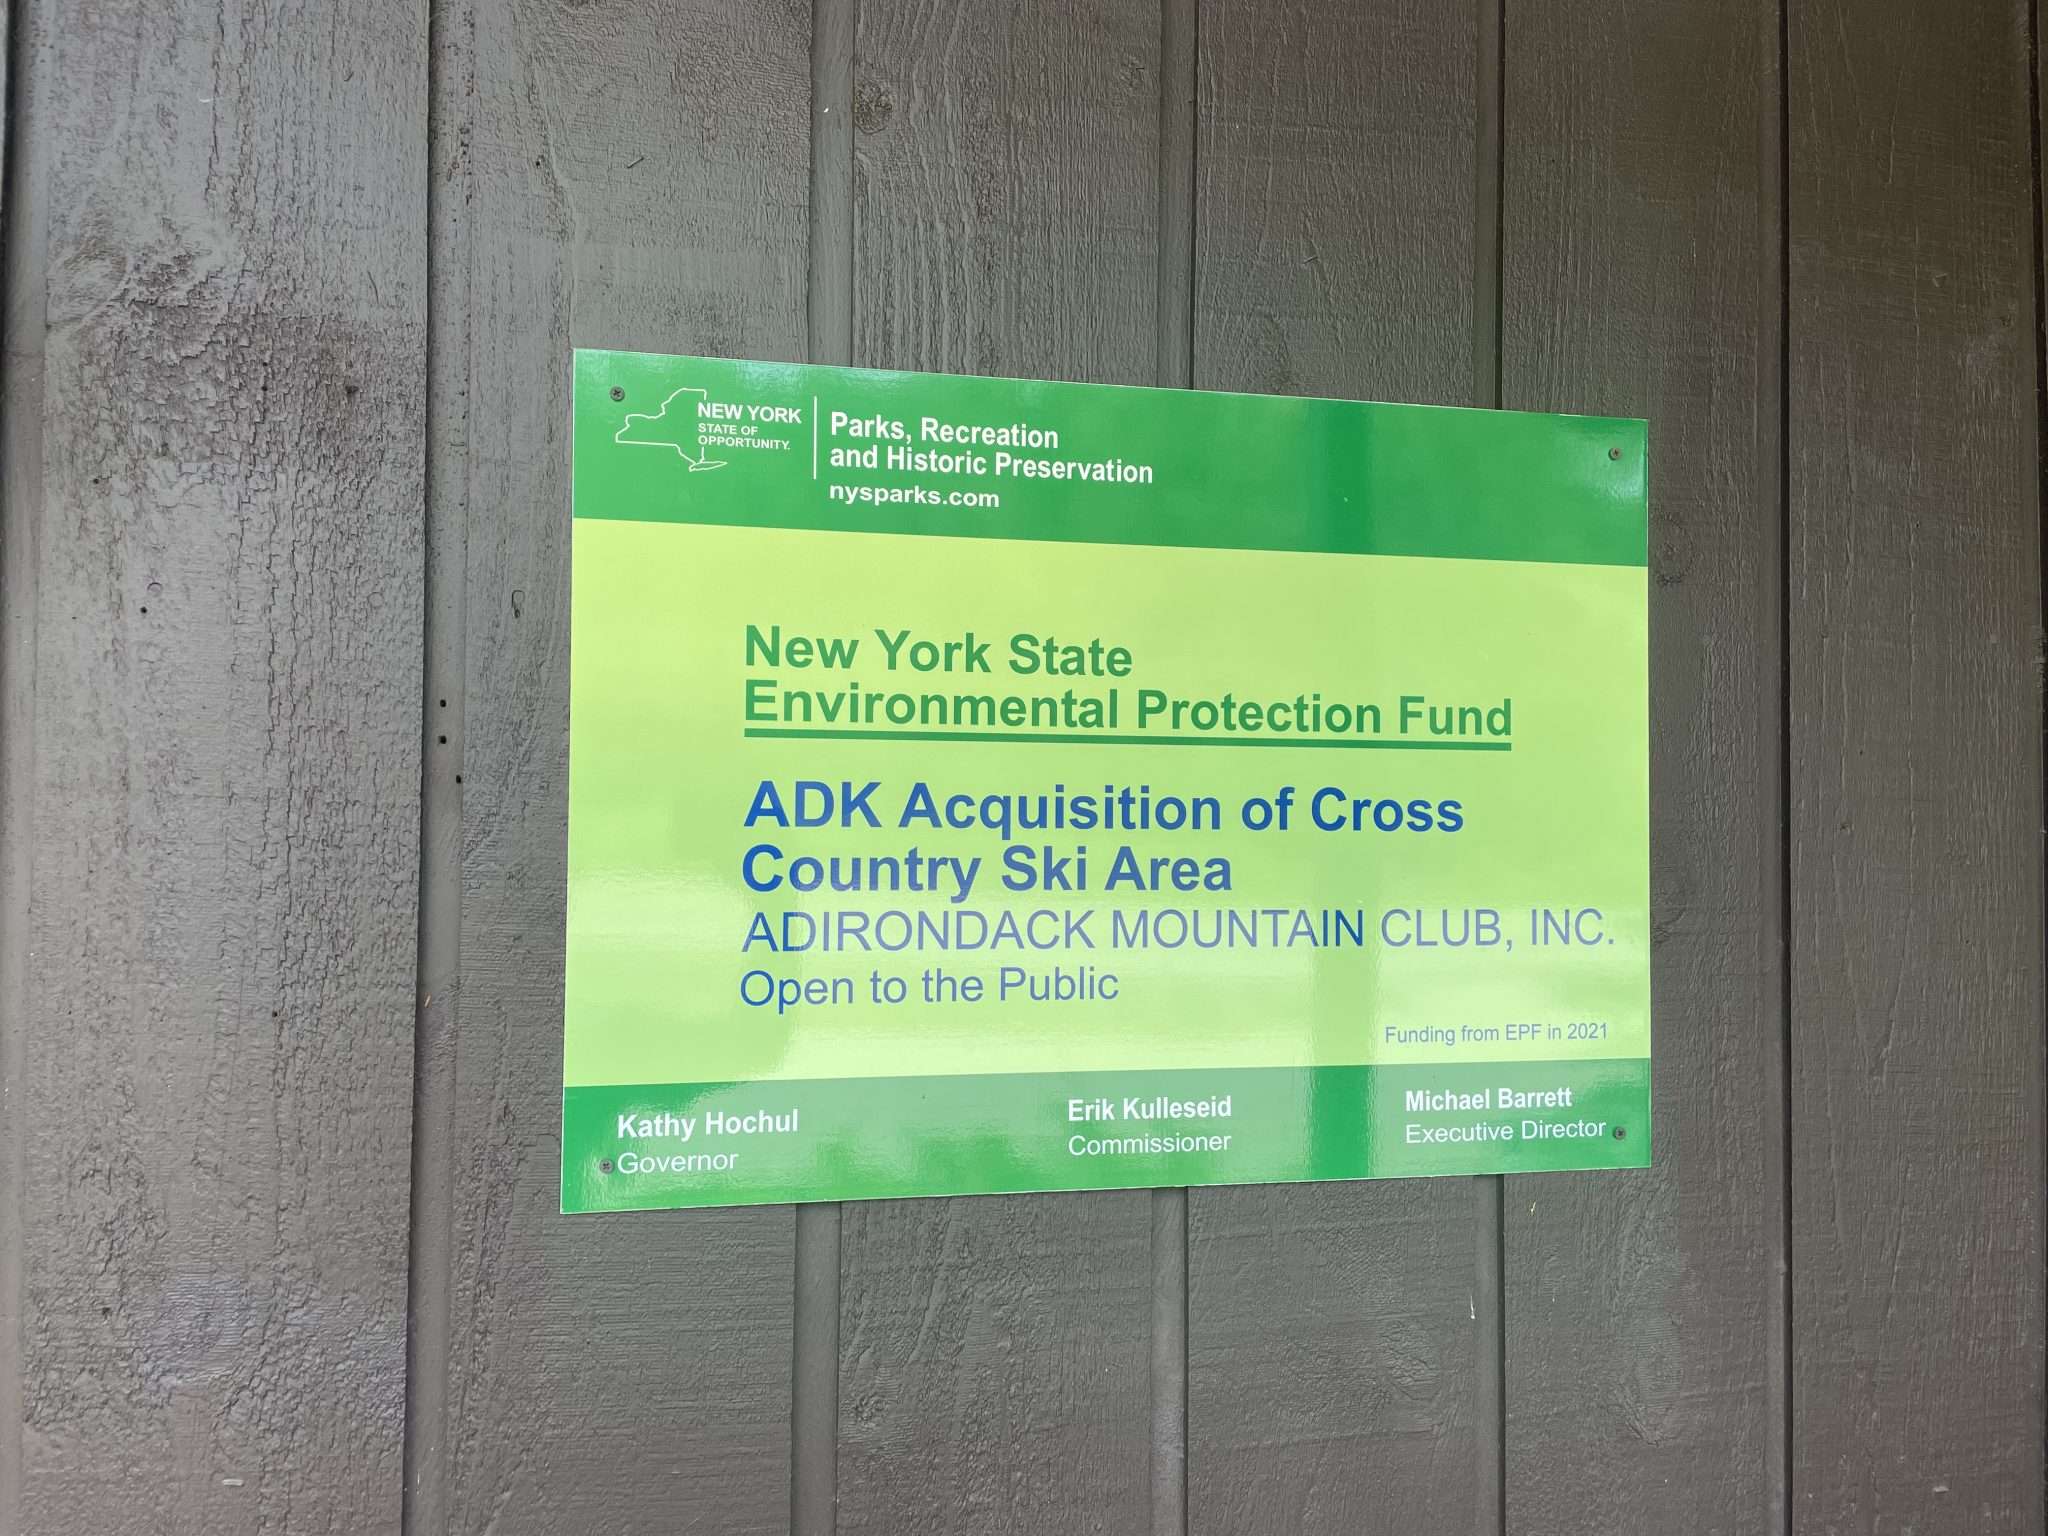 NEW YORK
STATE OF
OPPORTUNITY.
Parks, Recreation
and Historic Preservation
nysparks.com
New York State
Environmental Protection Fund
ADK Acquisition of Cross
Country Ski Area
ADIRONDACK MOUNTAIN CLUB, INC.
Open to the Public
Funding from EPF in 2021
Kathy Hochul
Governor
Erik Kulleseid
Commissioner
Michael Barrett
Executive Director